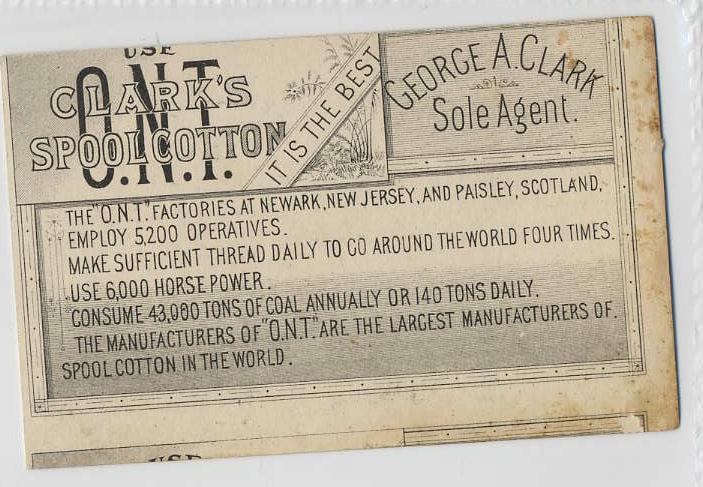 USE
O.N.T.
CLARK'S
SPOOL COTTON
O.N.T.
IT IS THE BEST
GEORGE A. CLARK
Sole Agent.
THE "O.N.T." FACTORIES AT NEWARK, NEW JERSEY, AND PAISLEY, SCOTLAND,
EMPLOY 5,200 OPERATIVES.
MAKE SUFFICIENT THREAD DAILY TO GO AROUND THE WORLD FOUR TIMES.
USE 6,000 HORSE POWER.
CONSUME 43,000 TONS OF COAL ANNUALLY OR 140 TONS DAILY.
THE MANUFACTURERS OF "O.N.T." ARE THE LARGEST MANUFACTURERS OF
SPOOL COTTON IN THE WORLD.
USE